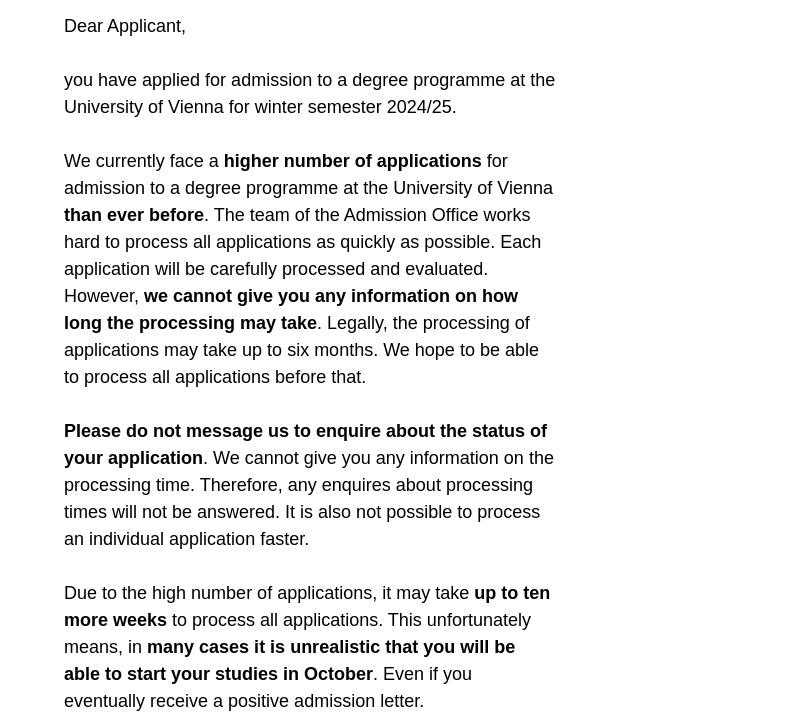 Dear Applicant,
you have applied for admission to a degree programme at the
University of Vienna for winter semester 2024/25.
We currently face a higher number of applications for
admission to a degree programme at the University of Vienna
than ever before. The team of the Admission Office works
hard to process all applications as quickly as possible. Each
application will be carefully processed and evaluated.
However, we cannot give you any information on how
long the processing may take. Legally, the processing of
applications may take up to six months. We hope to be able
to process all applications before that.
Please do not message us to enquire about the status of
your application. We cannot give you any information on the
processing time. Therefore, any enquires about processing
times will not be answered. It is also not possible to process
an individual application faster.
Due to the high number of applications, it may take up to ten
more weeks to process all applications. This unfortunately
means, in many cases it is unrealistic that you will be
able to start your studies in October. Even if you
eventually receive a positive admission letter.